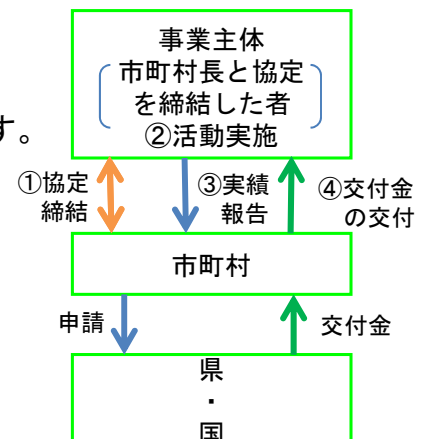 事業主体
市町村長と協定
を締結した者
②活動実施
す。
①協定
締結
③実績
報告
④交付金
の交付
市町村
申請
交付金
県
・
国